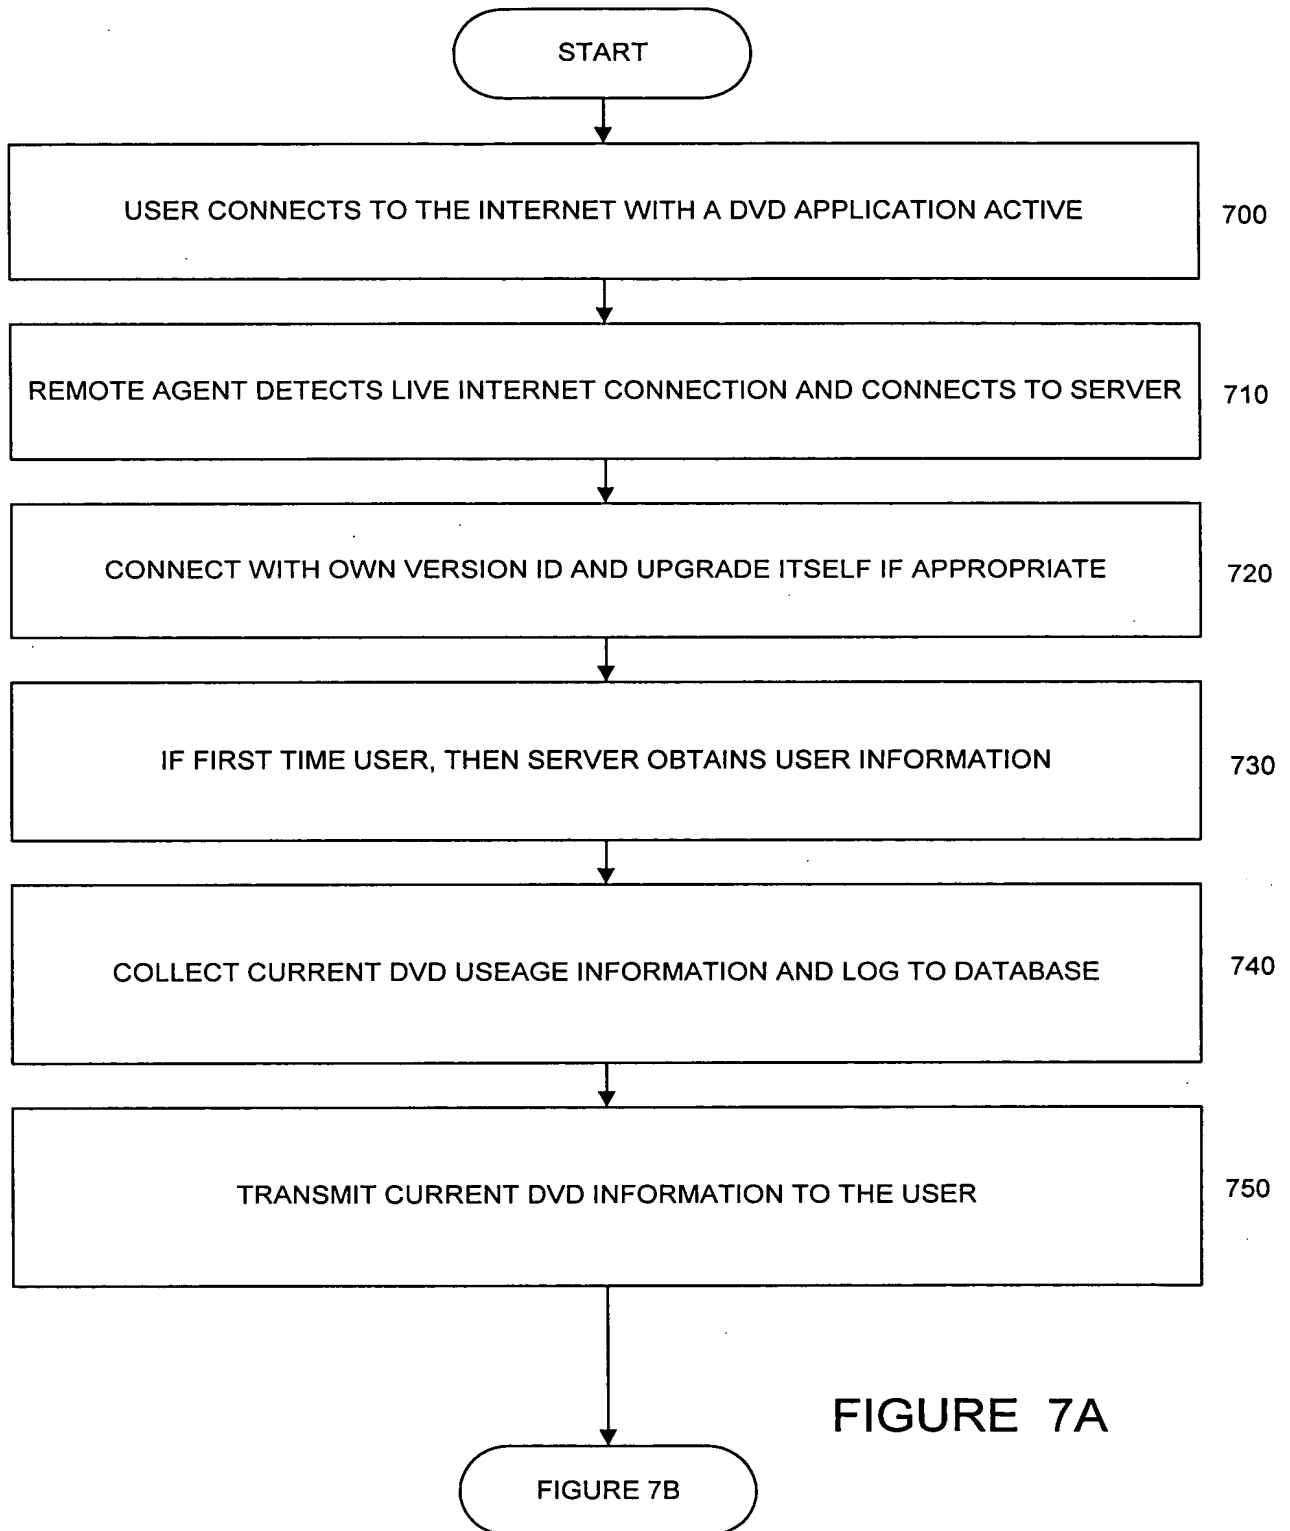 START
USER CONNECTS TO THE INTERNET WITH A DVD APPLICATION ACTIVE
700
REMOTE AGENT DETECTS LIVE INTERNET CONNECTION AND CONNECTS TO SERVER
710
CONNECT WITH OWN VERSION ID AND UPGRADE ITSELF IF APPROPRIATE
720
IF FIRST TIME USER, THEN SERVER OBTAINS USER INFORMATION
730
COLLECT CURRENT DVD USEAGE INFORMATION AND LOG TO DATABASE
740
TRANSMIT CURRENT DVD INFORMATION TO THE USER
750
FIGURE 7A
FIGURE 7B